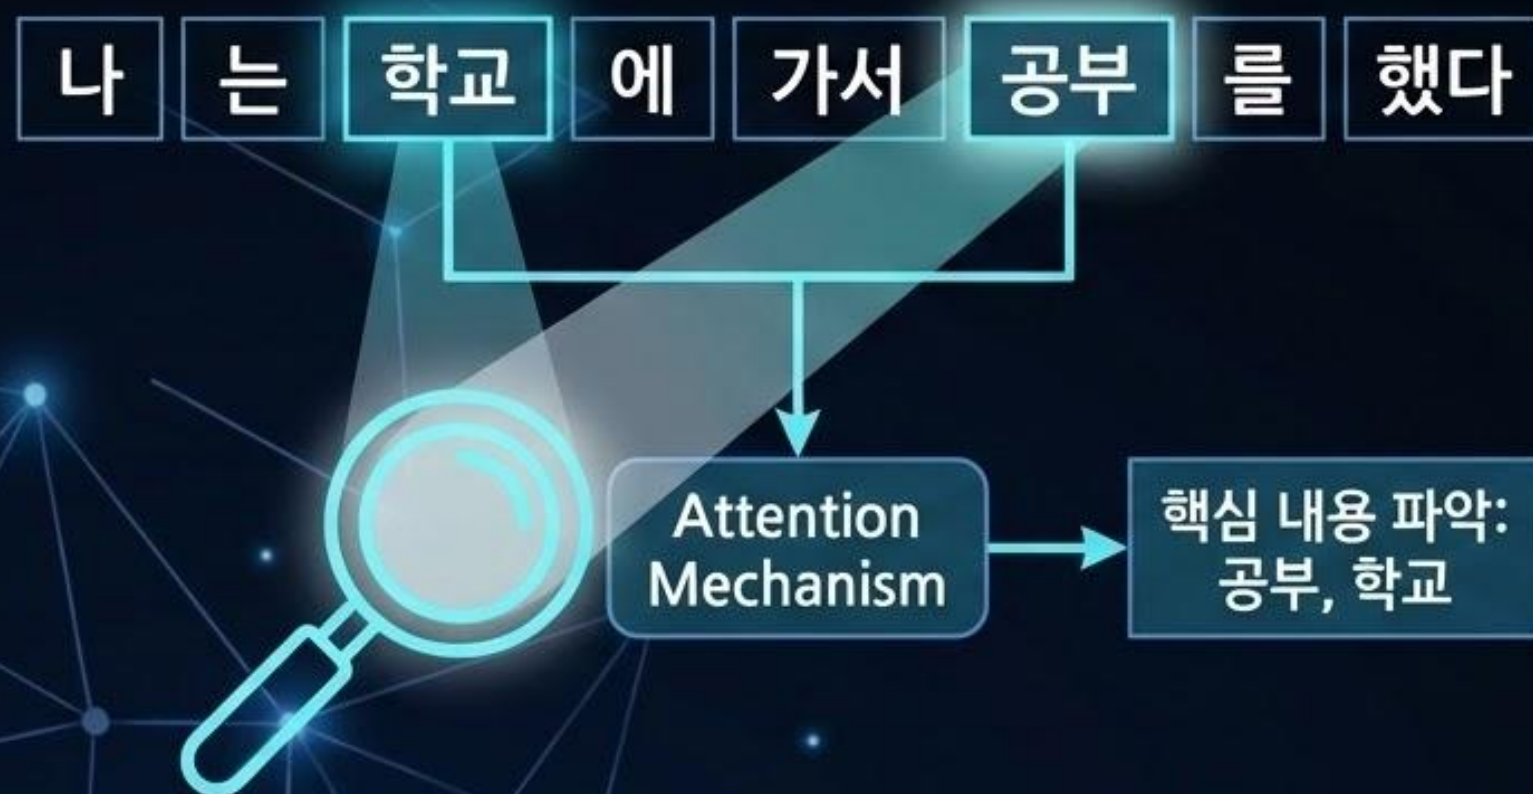 나 는 학교 에 가서 공부 를 했다
Attention
Mechanism
핵심 내용 파악:
공부, 학교